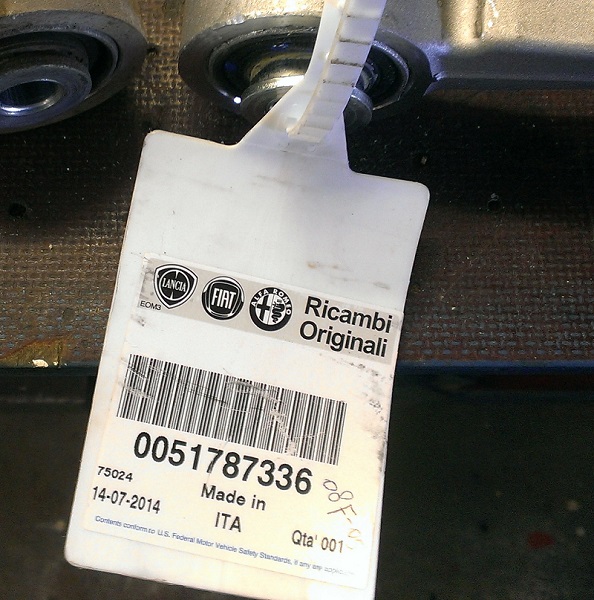 LANCIA
FIAT
ALFA ROMEO
EOM3
Ricambi
Originali
0051787336
75024
14-07-2014
Made in
ITA
Qta' 001
Contents conform to U.S. Federal Motor Vehicle Safety Standards, if any are